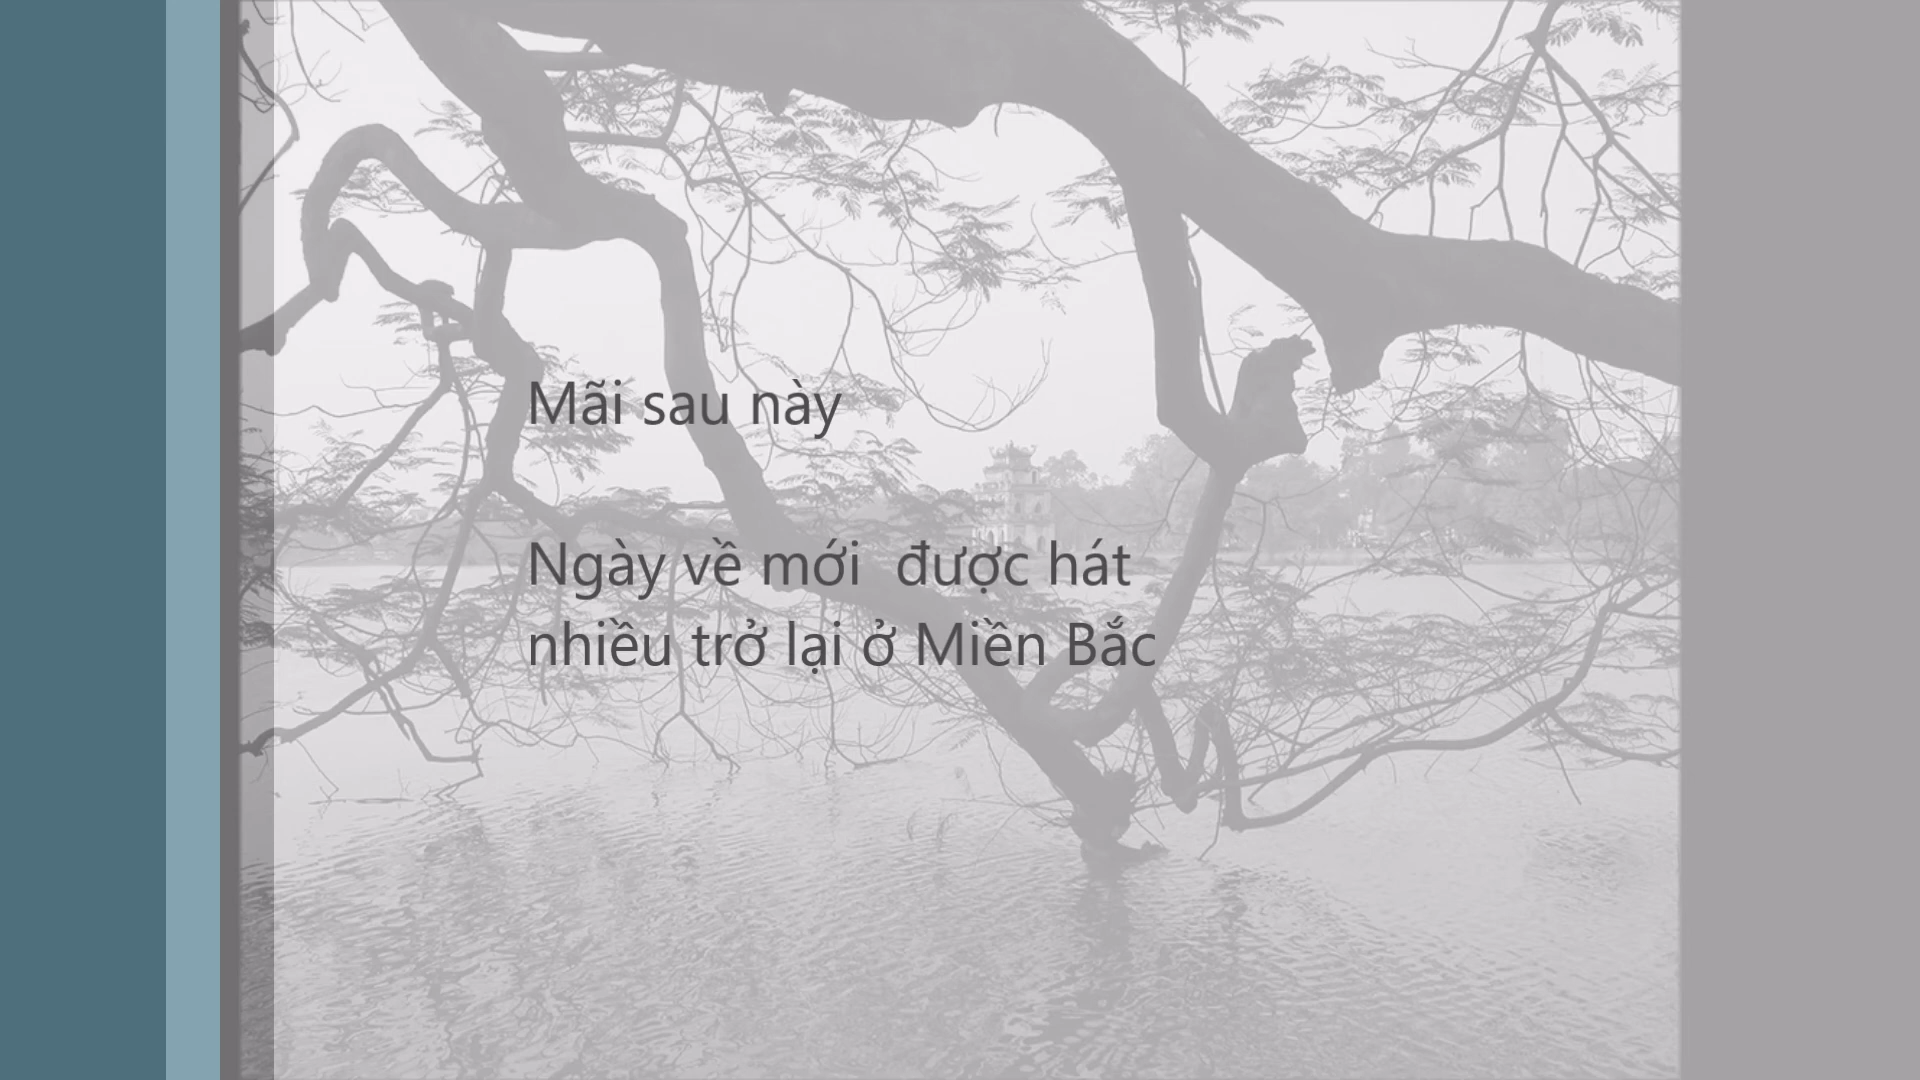 Mãi sau này
Ngày về mới  được hát
nhiều trở lại ở Miền Bắc